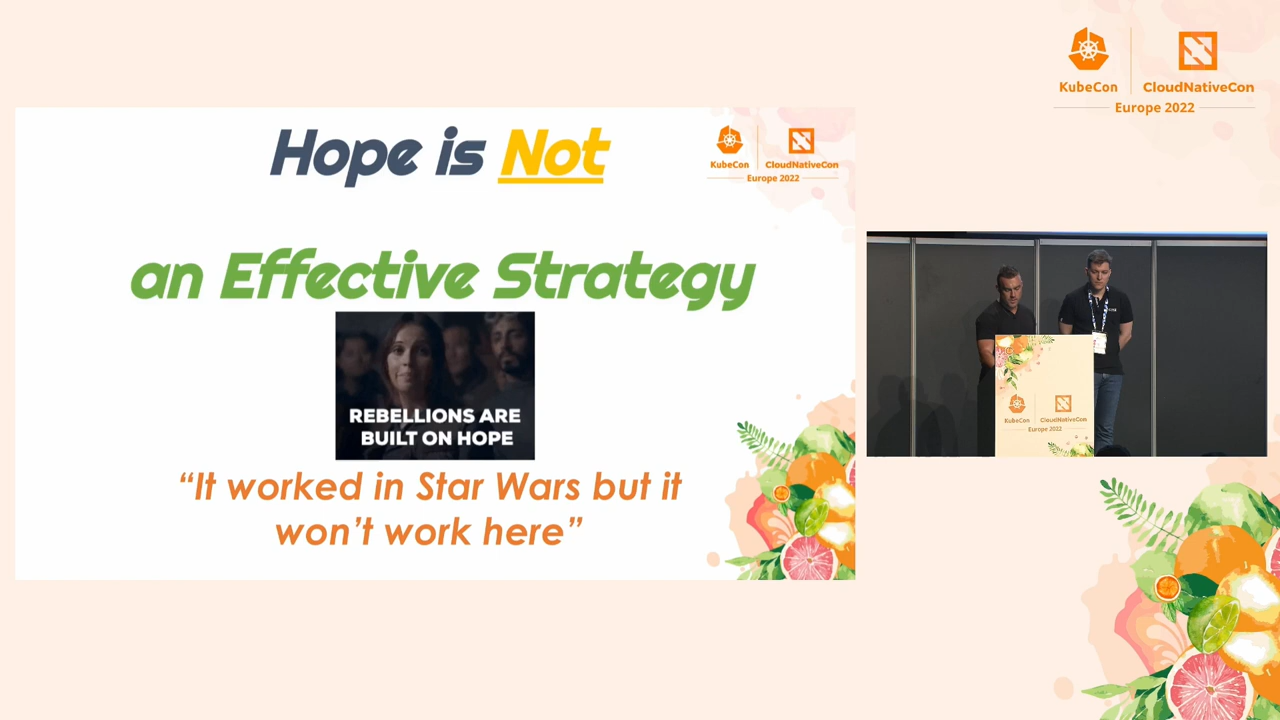 KubeCon
CloudNativeCon
Europe 2022
Hope is Not
KubeCon
CloudNativeCon
Europe 2022
an Effective Strategy
REBELLIONS ARE
BUILT ON HOPE
“It worked in Star Wars but it
won’t work here”
KubeCon
CloudNativeCon
Europe 2022